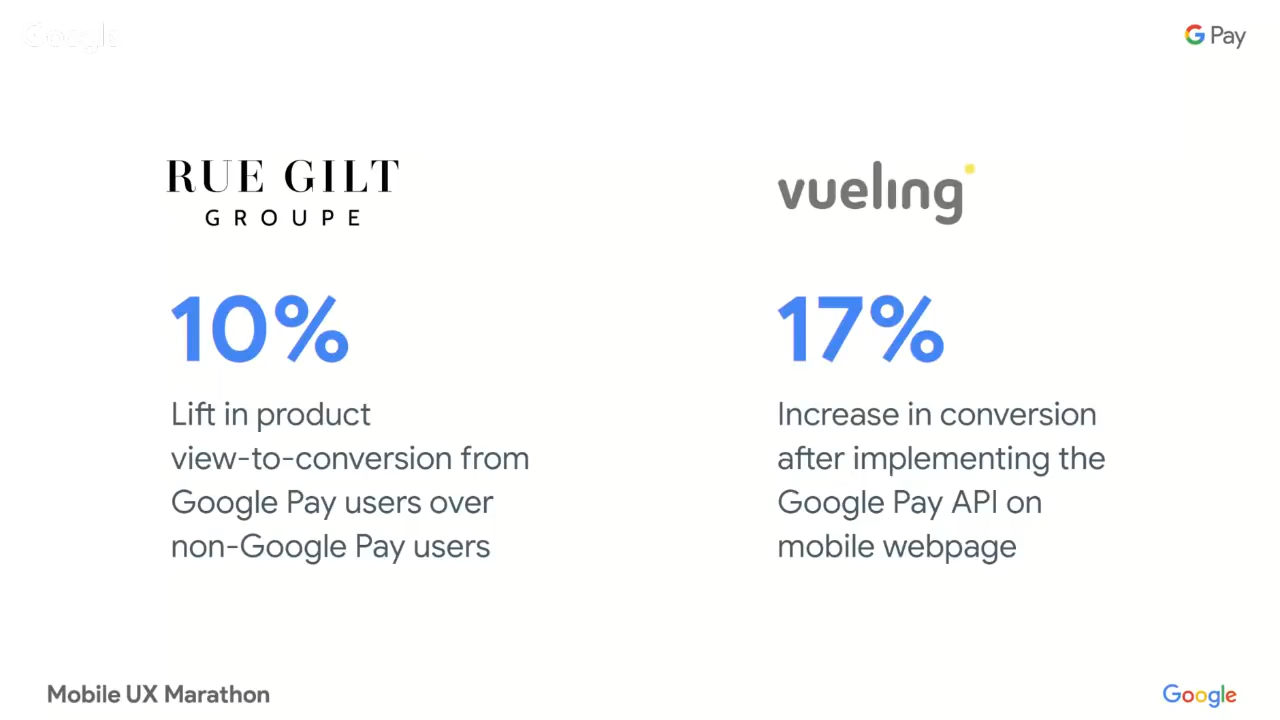 Google
G Pay
RUE GILT
GROUPE
vueling
10%
17%
Lift in product
view-to-conversion from
Google Pay users over
non-Google Pay users
Increase in conversion
after implementing the
Google Pay API on
mobile webpage
Mobile UX Marathon
Google